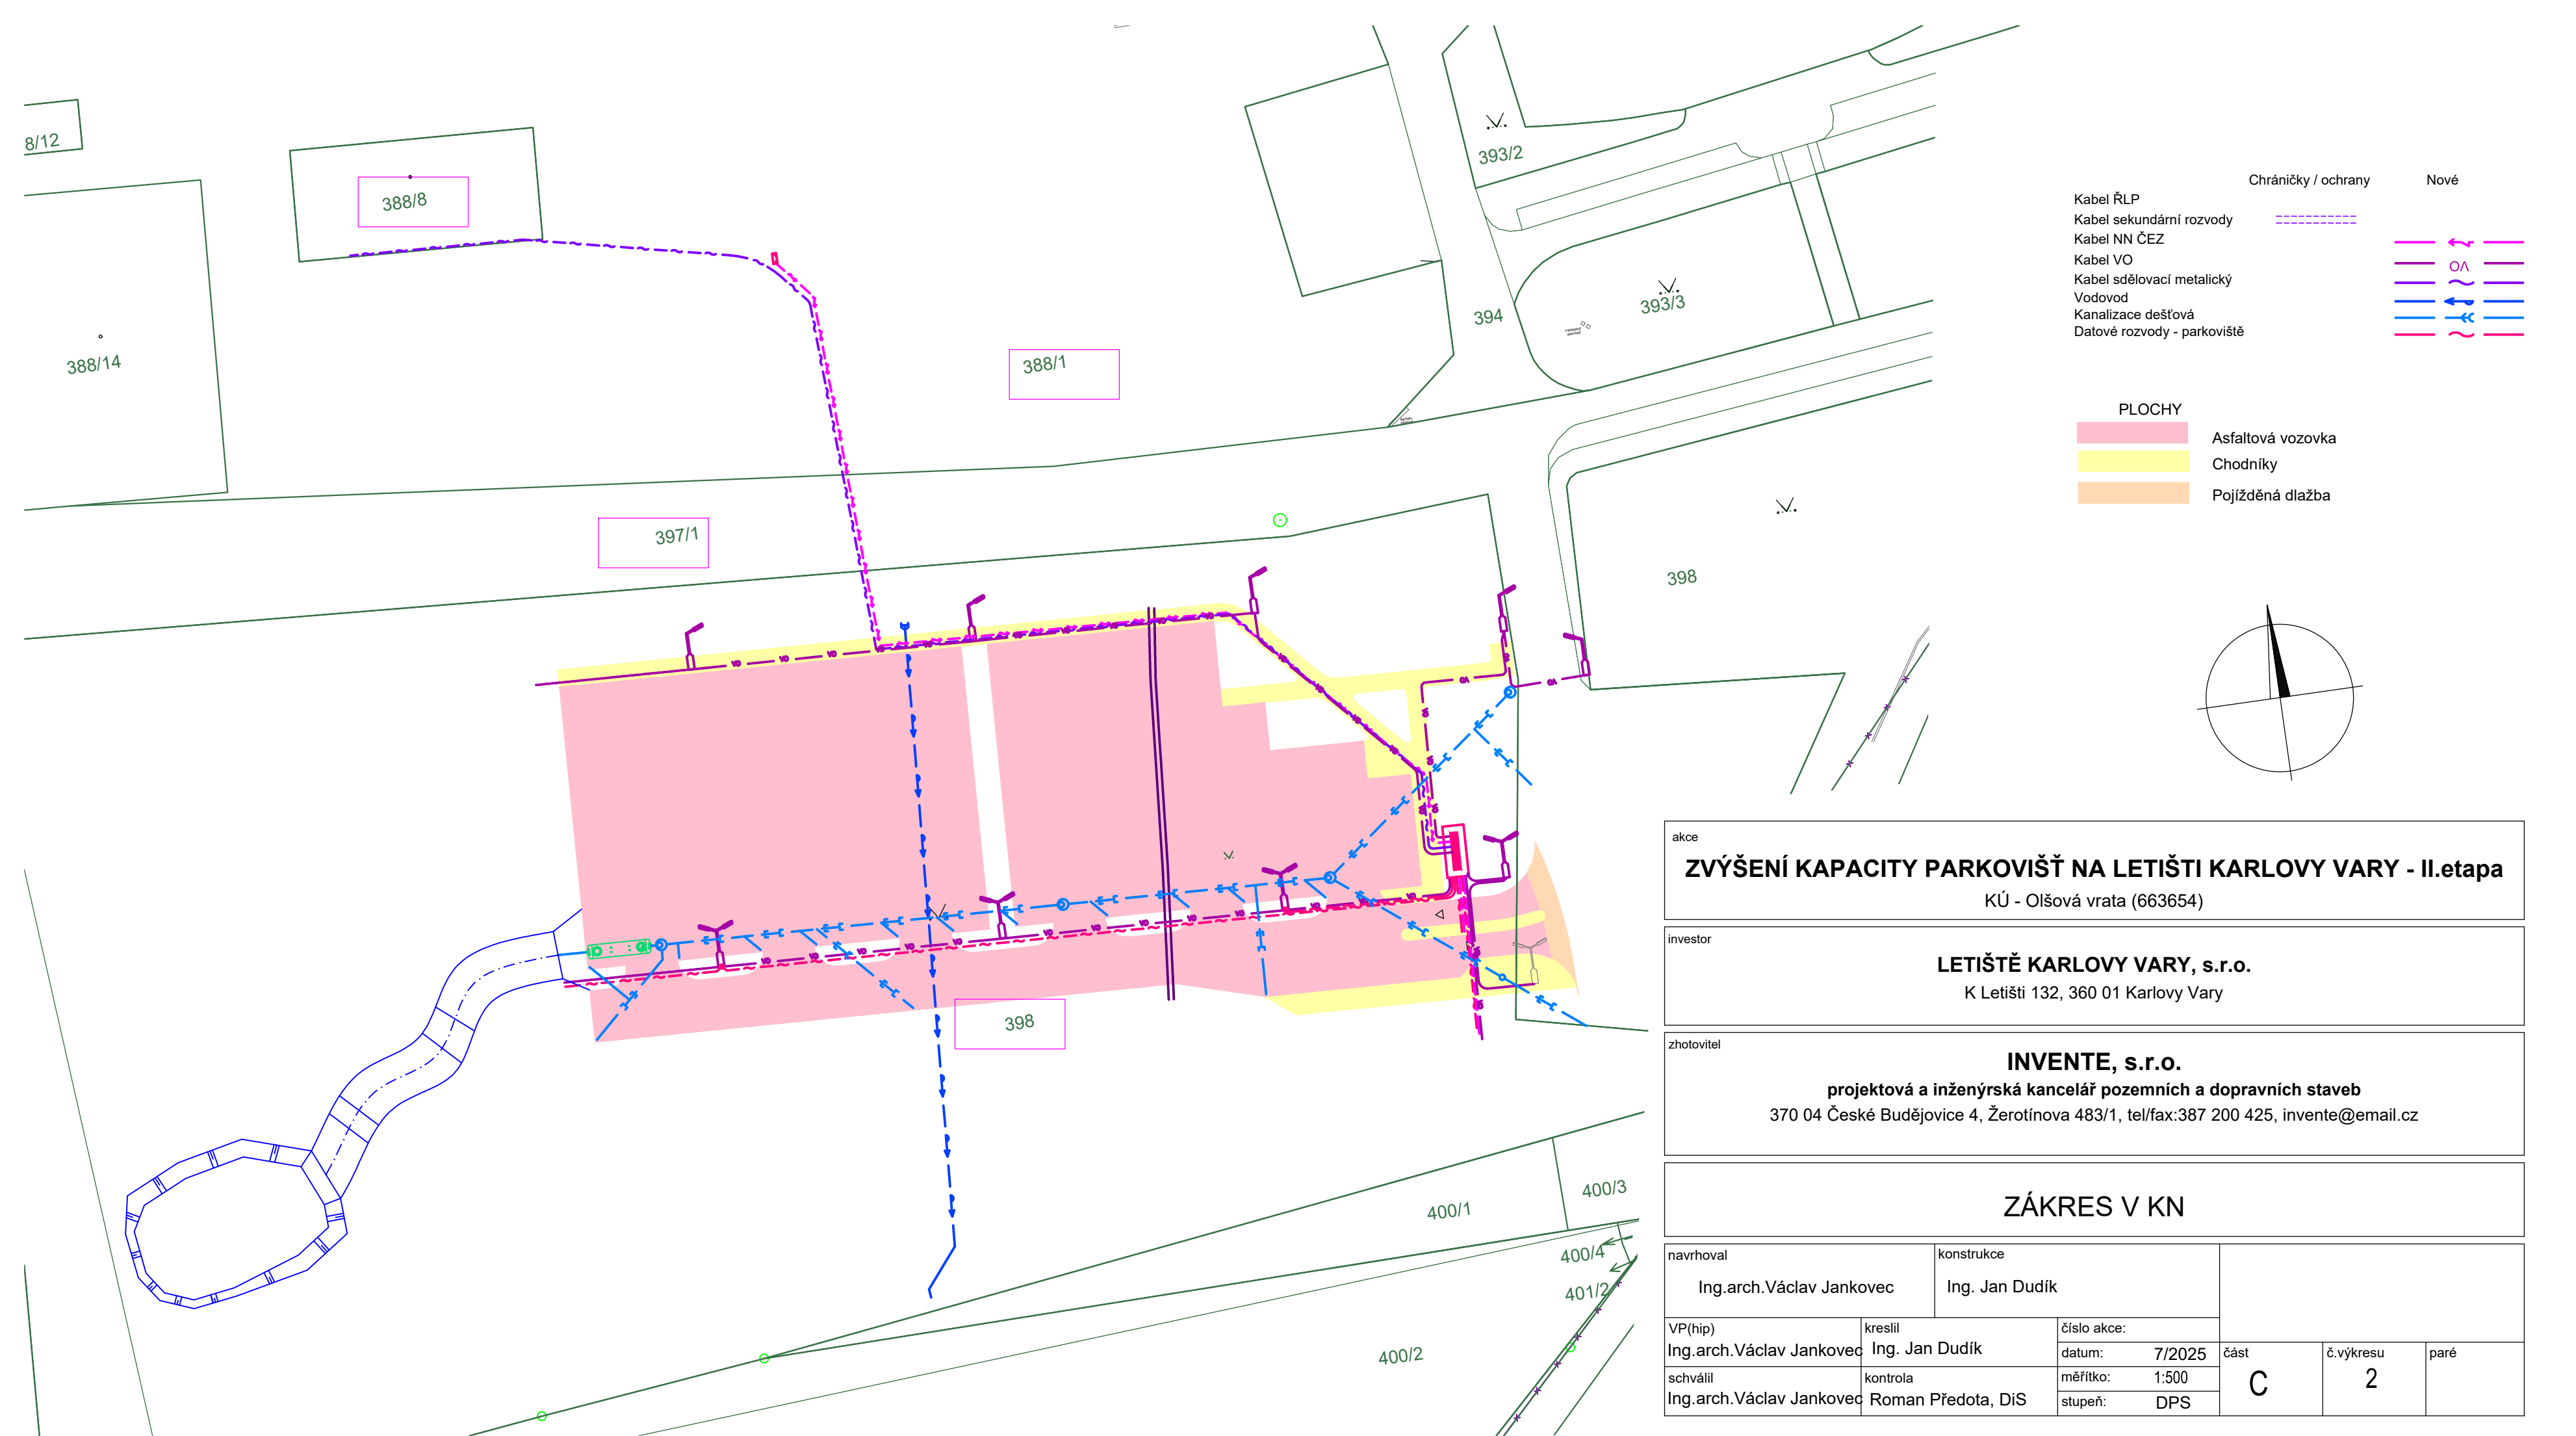 8/12
388/8
388/14
388/1
397/1
393/2
393/3
394
398
398
400/1
400/3
400/4
401/2
400/2
Chráničky / ochrany Nové
Kabel ŘLP
Kabel sekundární rozvody
Kabel NN ČEZ
Kabel VO
Kabel sdělovací metalický
Vodovod
Kanalizace dešťová
Datové rozvody - parkoviště
PLOCHY
Asfaltová vozovka
Chodníky
Pojížděná dlažba
akce
ZVÝŠENÍ KAPACITY PARKOVIŠŤ NA LETIŠTI KARLOVY VARY - II.etapa
KÚ - Olšová vrata (663654)
investor
LETIŠTĚ KARLOVY VARY, s.r.o.
K Letišti 132, 360 01 Karlovy Vary
zhotovitel
INVENTE, s.r.o.
projektová a inženýrská kancelář pozemních a dopravních staveb
370 04 České Budějovice 4, Žerotínova 483/1, tel/fax:387 200 425, invente@email.cz
ZÁKRES V KN
navrhoval
Ing.arch.Václav Jankovec
konstrukce
Ing. Jan Dudík
VP(hip)
Ing.arch.Václav Jankovec
kreslil
Ing. Jan Dudík
číslo akce:
datum: 7/2025
schválil
Ing.arch.Václav Jankovec
kontrola
Roman Předota, DiS
měřítko: 1:500
stupeň: DPS
část
C
č.výkresu
2
paré